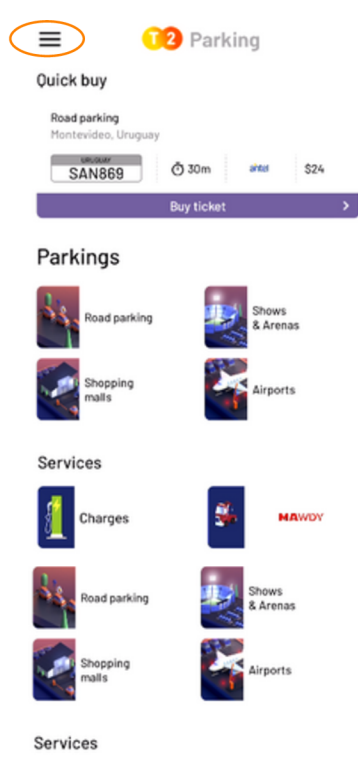 T2 Parking
Quick buy
Road parking
Montevideo, Uruguay
URUGUAY
SAN869
30m
antel
$24
Buy ticket
Parkings
Road parking
Shows
& Arenas
Shopping
malls
Airports
Services
Charges
MAWDY
Road parking
Shows
& Arenas
Shopping
malls
Airports
Services